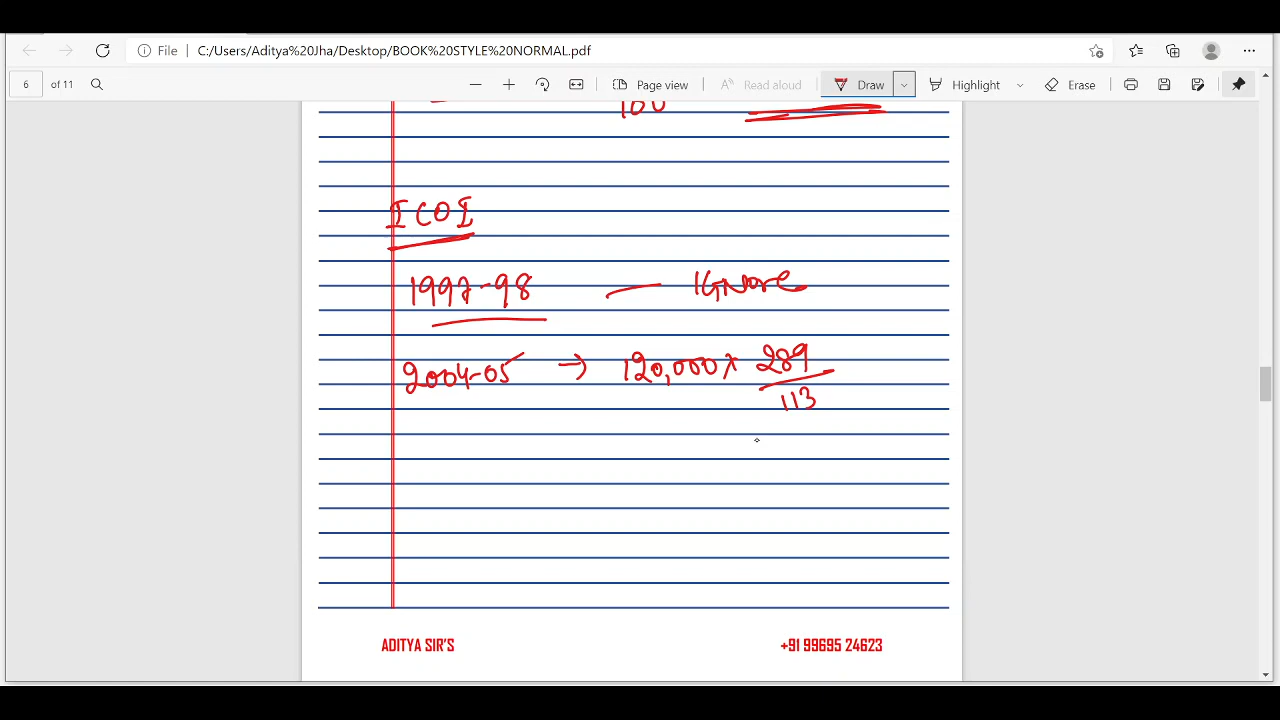 File C:/Users/Aditya%20Jha/Desktop/BOOK%20STYLE%20NORMAL.pdf
6 of 11 Page view Read aloud Draw Highlight Erase
100
ICOI
1997-98 — IGNore
2004-05 → 120,000 x 289
113
ADITYA SIR'S +91 99695 24623